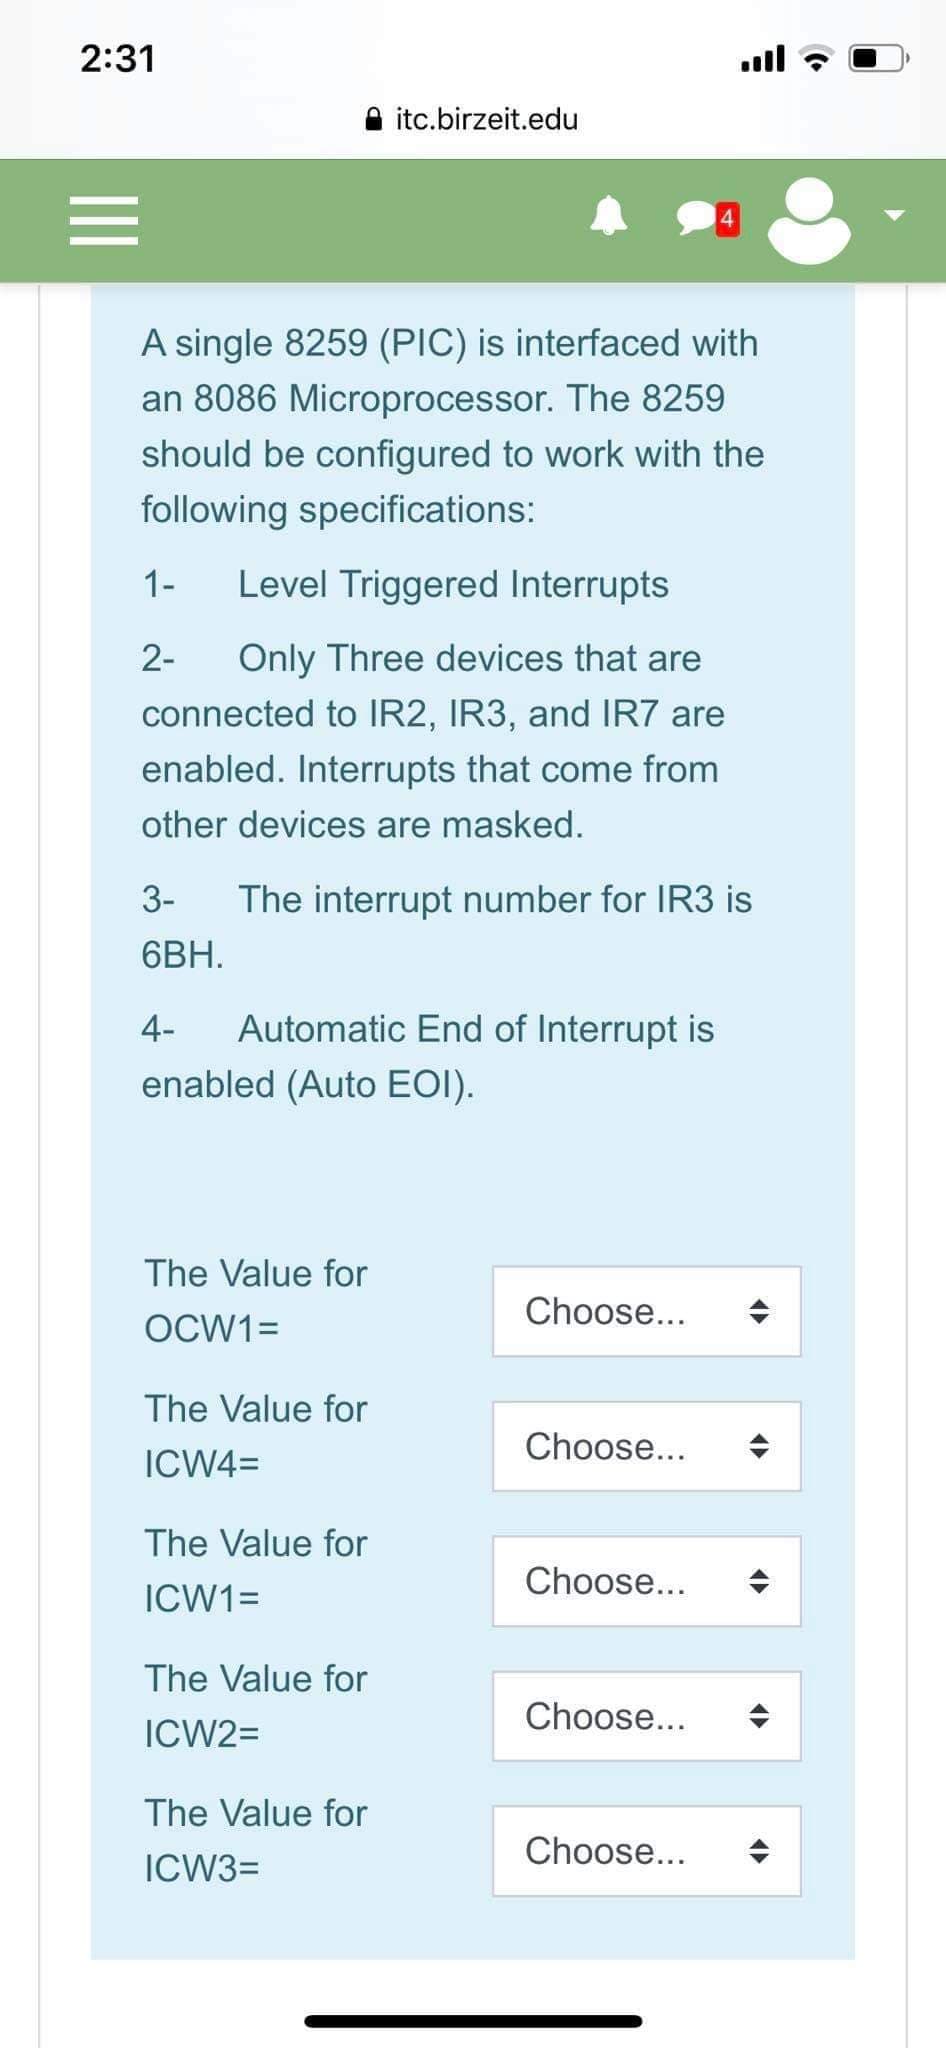 2:31
itc.birzeit.edu
4
A single 8259 (PIC) is interfaced with
an 8086 Microprocessor. The 8259
should be configured to work with the
following specifications:
1- Level Triggered Interrupts
2- Only Three devices that are
connected to IR2, IR3, and IR7 are
enabled. Interrupts that come from
other devices are masked.
3- The interrupt number for IR3 is
6BH.
4- Automatic End of Interrupt is
enabled (Auto EOI).
The Value for
OCW1=
Choose...
The Value for
ICW4=
Choose...
The Value for
ICW1=
Choose...
The Value for
ICW2=
Choose...
The Value for
ICW3=
Choose...